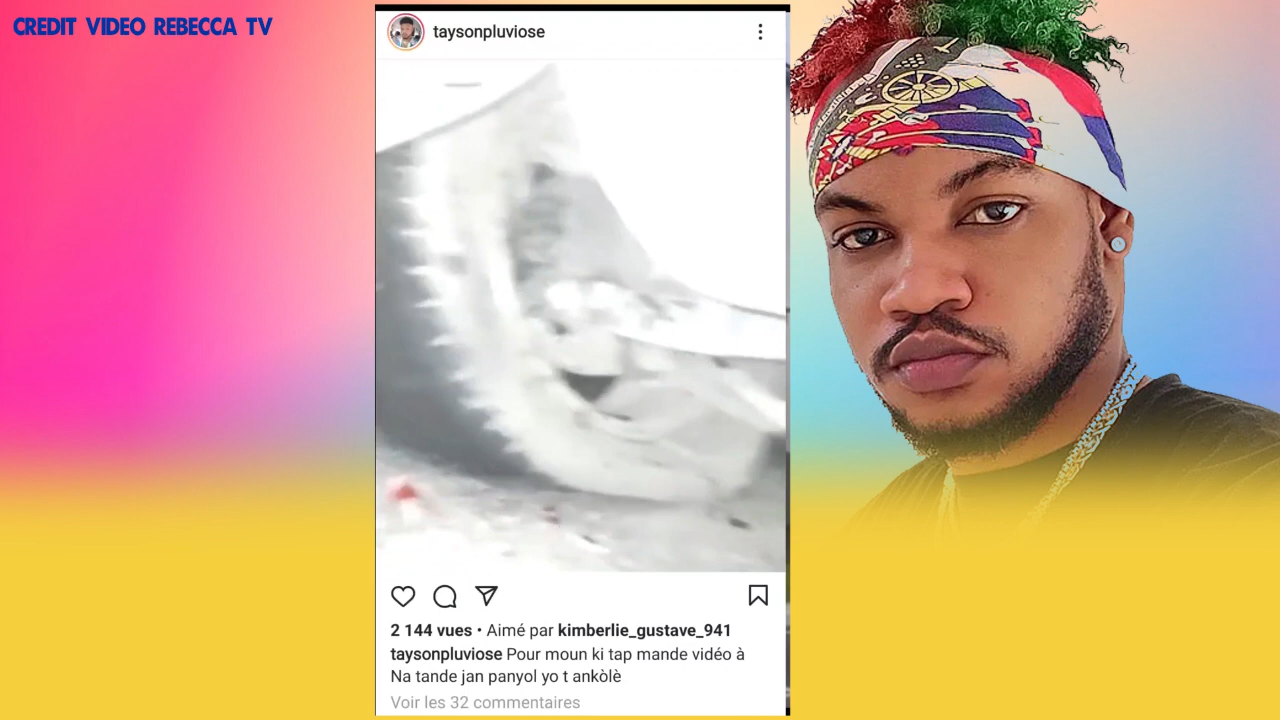 CREDIT VIDEO REBECCA TV
taysonpluviose
2 144 vues • Aimé par kimberlie_gustave_941
taysonpluviose Pour moun ki tap mande vidéo à
Na tande jan panyol yo t ankòlè
Voir les 32 commentaires